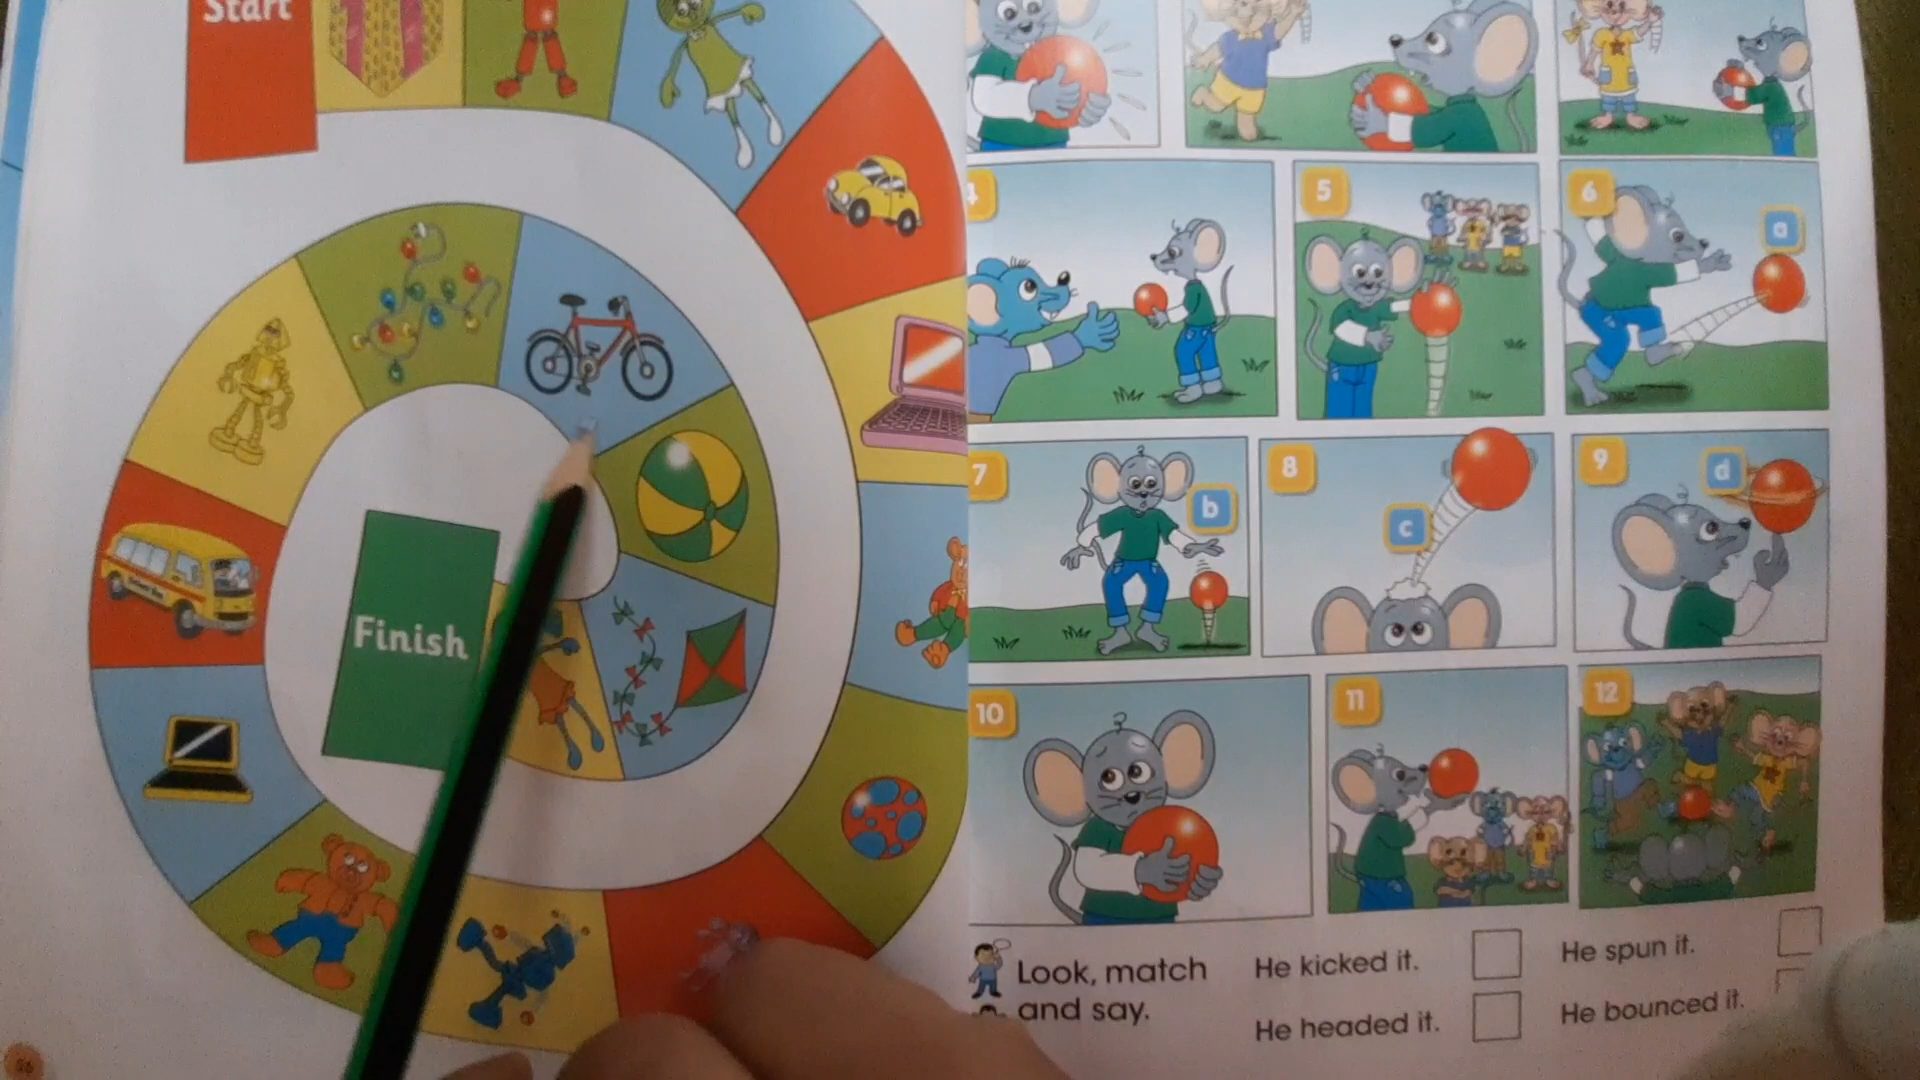 Start
Finish
4
5
6
a
7
b
8
c
9
d
10
11
12
Look, match
and say.
He kicked it.
He headed it.
He spun it.
He bounced it.